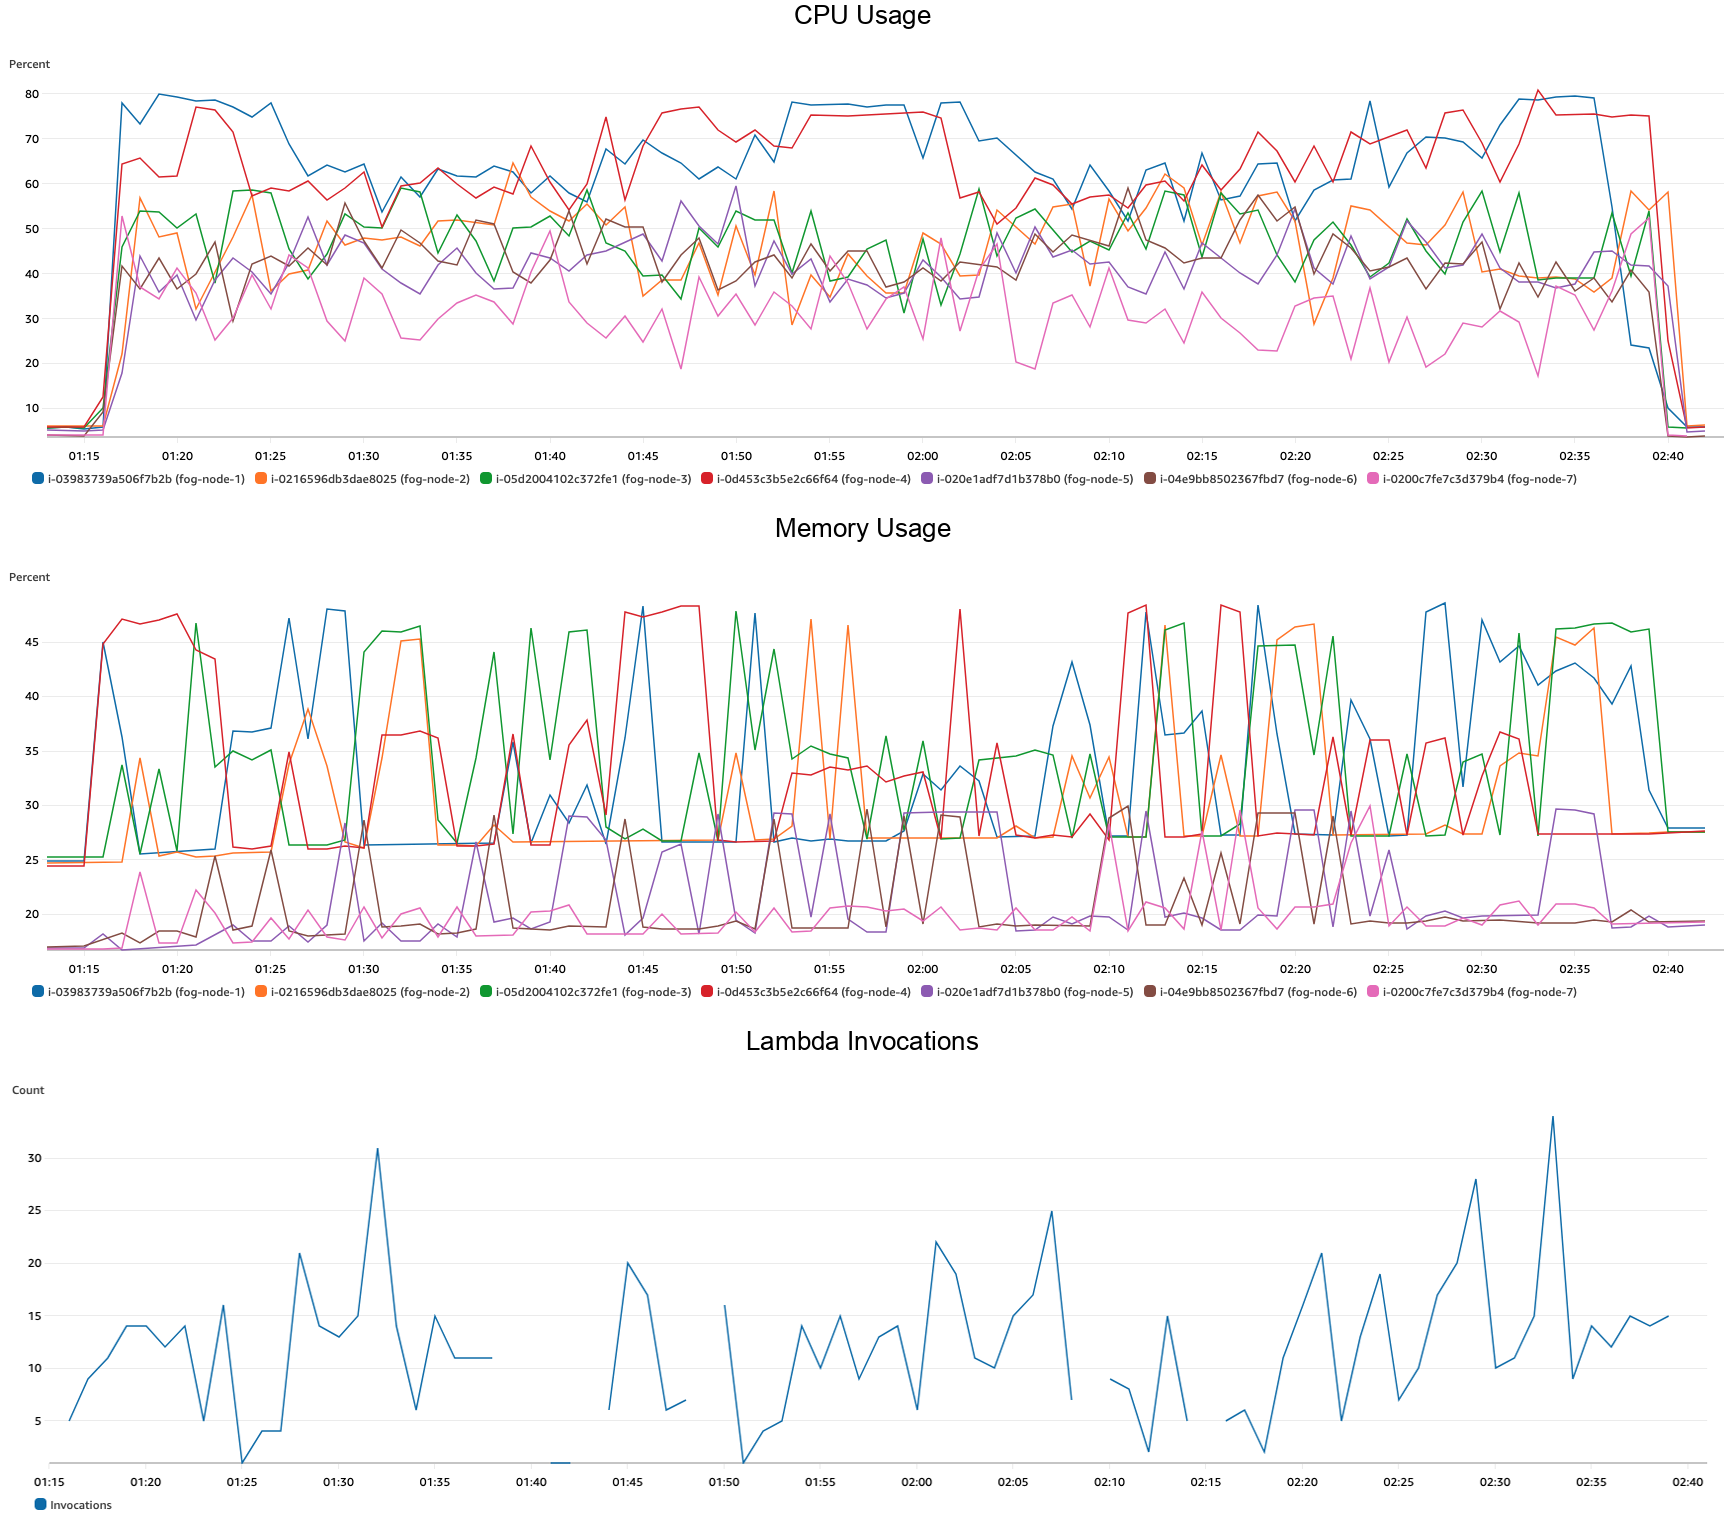 CPU Usage
Percent
80
70
60
50
40
30
20
10
01:15 01:20 01:25 01:30 01:35 01:40 01:45 01:50 01:55 02:00 02:05 02:10 02:15 02:20 02:25 02:30 02:35 02:40
i-03983739a506f7b2b (fog-node-1) i-0216596db3dae8025 (fog-node-2) i-05d2004102c372fe1 (fog-node-3) i-0d453c3b5e2c66f64 (fog-node-4) i-020e1adf7d1b378b0 (fog-node-5) i-04e9bb8502367fbd7 (fog-node-6) i-0200c7fe7c3d379b4 (fog-node-7)
Memory Usage
Percent
45
40
35
30
25
20
01:15 01:20 01:25 01:30 01:35 01:40 01:45 01:50 01:55 02:00 02:05 02:10 02:15 02:20 02:25 02:30 02:35 02:40
i-03983739a506f7b2b (fog-node-1) i-0216596db3dae8025 (fog-node-2) i-05d2004102c372fe1 (fog-node-3) i-0d453c3b5e2c66f64 (fog-node-4) i-020e1adf7d1b378b0 (fog-node-5) i-04e9bb8502367fbd7 (fog-node-6) i-0200c7fe7c3d379b4 (fog-node-7)
Lambda Invocations
Count
30
25
20
15
10
5
01:15 01:20 01:25 01:30 01:35 01:40 01:45 01:50 01:55 02:00 02:05 02:10 02:15 02:20 02:25 02:30 02:35 02:40
Invocations